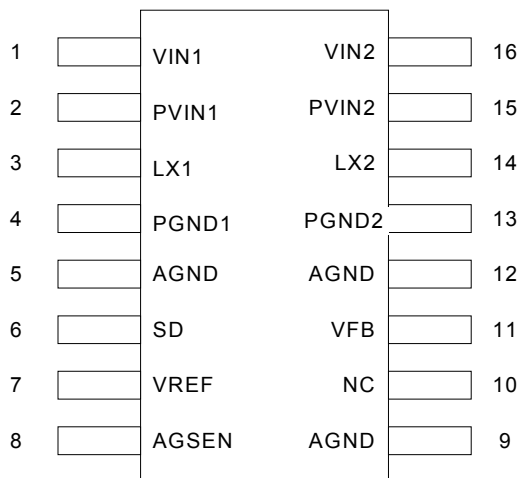 1 VIN1 VIN2 16
2 PVIN1 PVIN2 15
3 LX1 LX2 14
4 PGND1 PGND2 13
5 AGND AGND 12
6 SD VFB 11
7 VREF NC 10
8 AGSEN AGND 9